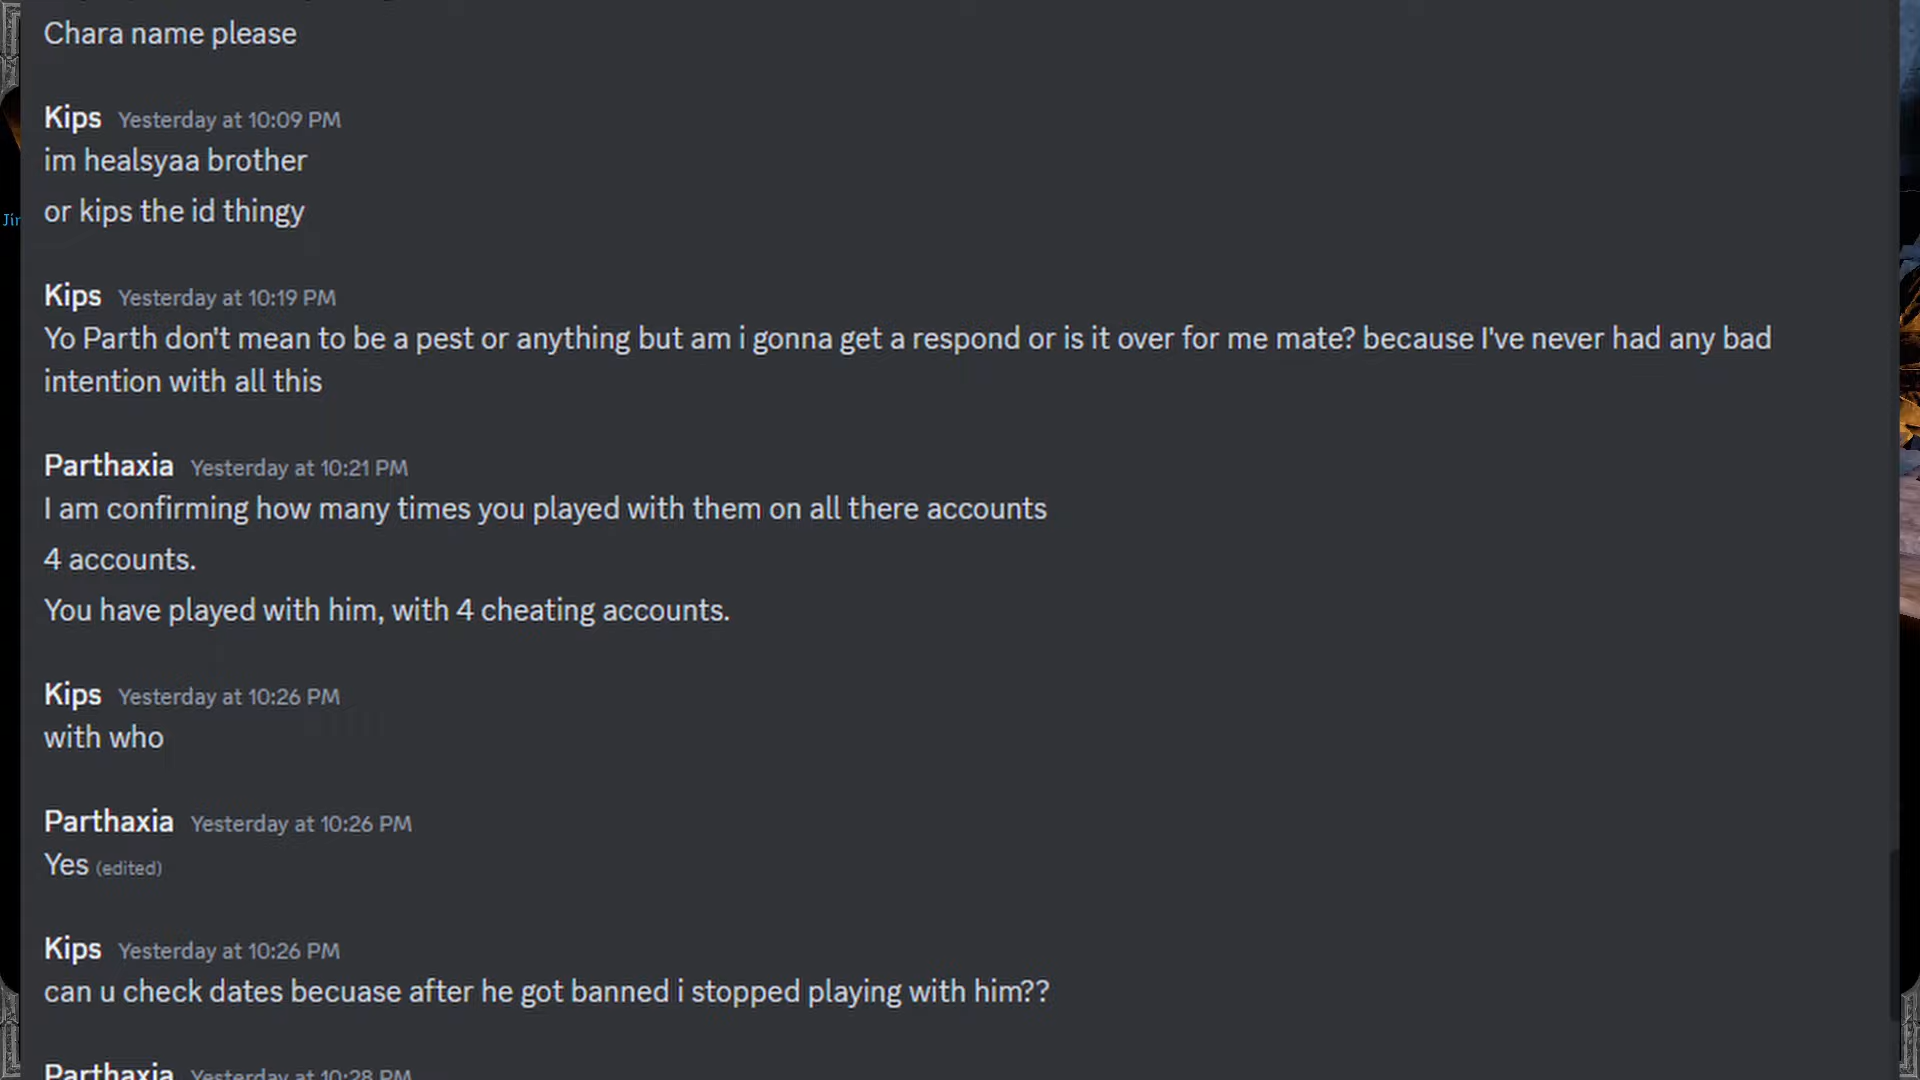 Chara name please
Kips Yesterday at 10:09 PM
im healsyaa brother
or kips the id thingy
Kips Yesterday at 10:19 PM
Yo Parth don't mean to be a pest or anything but am i gonna get a respond or is it over for me mate? because I've never had any bad
intention with all this
Parthaxia Yesterday at 10:21 PM
I am confirming how many times you played with them on all there accounts
4 accounts.
You have played with him, with 4 cheating accounts.
Kips Yesterday at 10:26 PM
with who
Parthaxia Yesterday at 10:26 PM
Yes (edited)
Kips Yesterday at 10:26 PM
can u check dates becuase after he got banned i stopped playing with him??
Parthaxia Yesterday at 10:28 PM